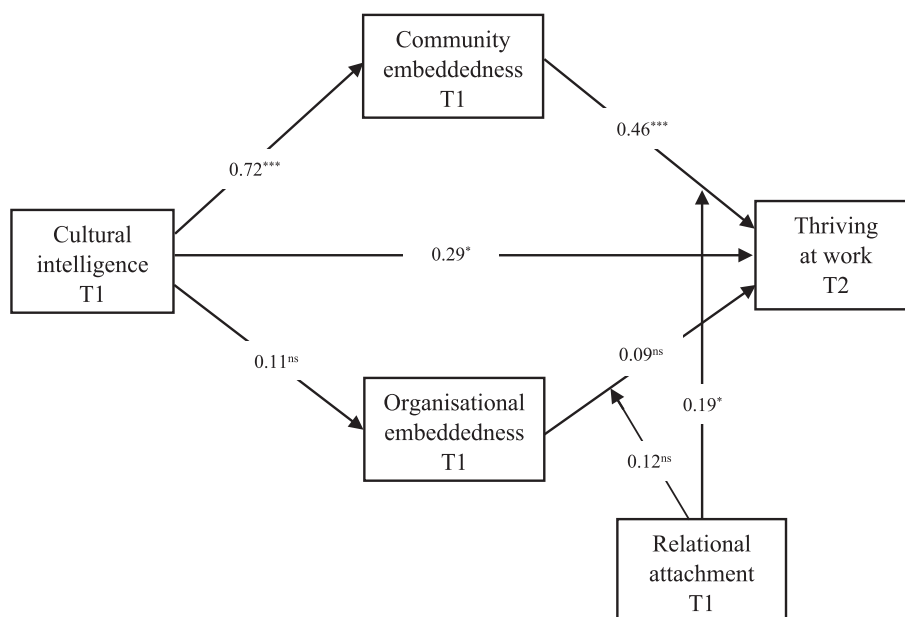 Community
embeddedness
T1
0.46***
0.72***
Cultural
intelligence
T1
0.29*
Thriving
at work
T2
0.11ns
0.09ns
Organisational
embeddedness
T1
0.19*
0.12ns
Relational
attachment
T1